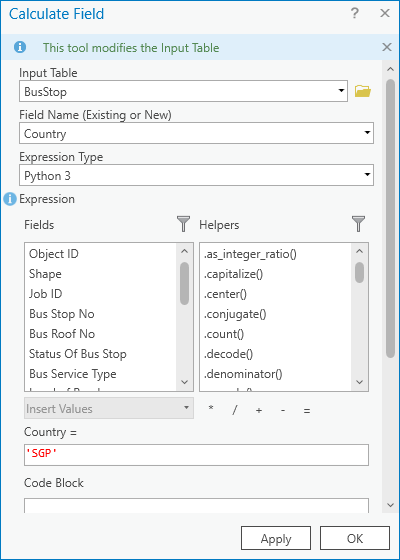 Calculate Field
? ×
This tool modifies the Input Table ×
Input Table
BusStop
Field Name (Existing or New)
Country
Expression Type
Python 3
Expression
Fields
Helpers
Object ID
Shape
Job ID
Bus Stop No
Bus Roof No
Status Of Bus Stop
Bus Service Type
.as_integer_ratio()
.capitalize()
.center()
.conjugate()
.count()
.decode()
.denominator()
Insert Values
* / + - =
Country =
'SGP'
Code Block
Apply
OK